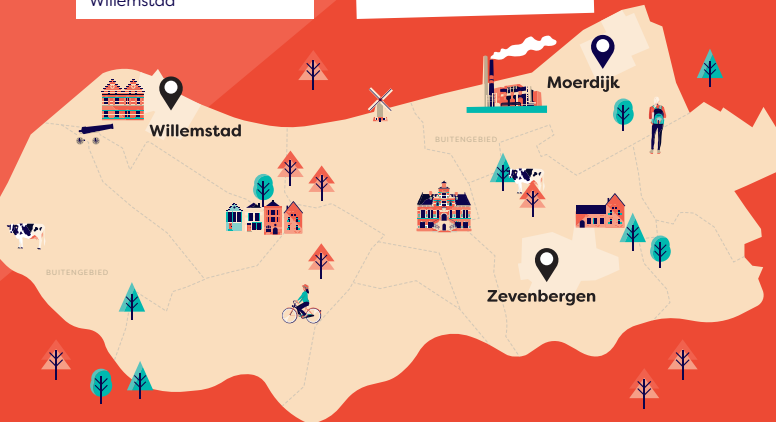 Willemstad
Moerdijk
Willemstad
BUITENGEBIED
BUITENGEBIED
Zevenbergen